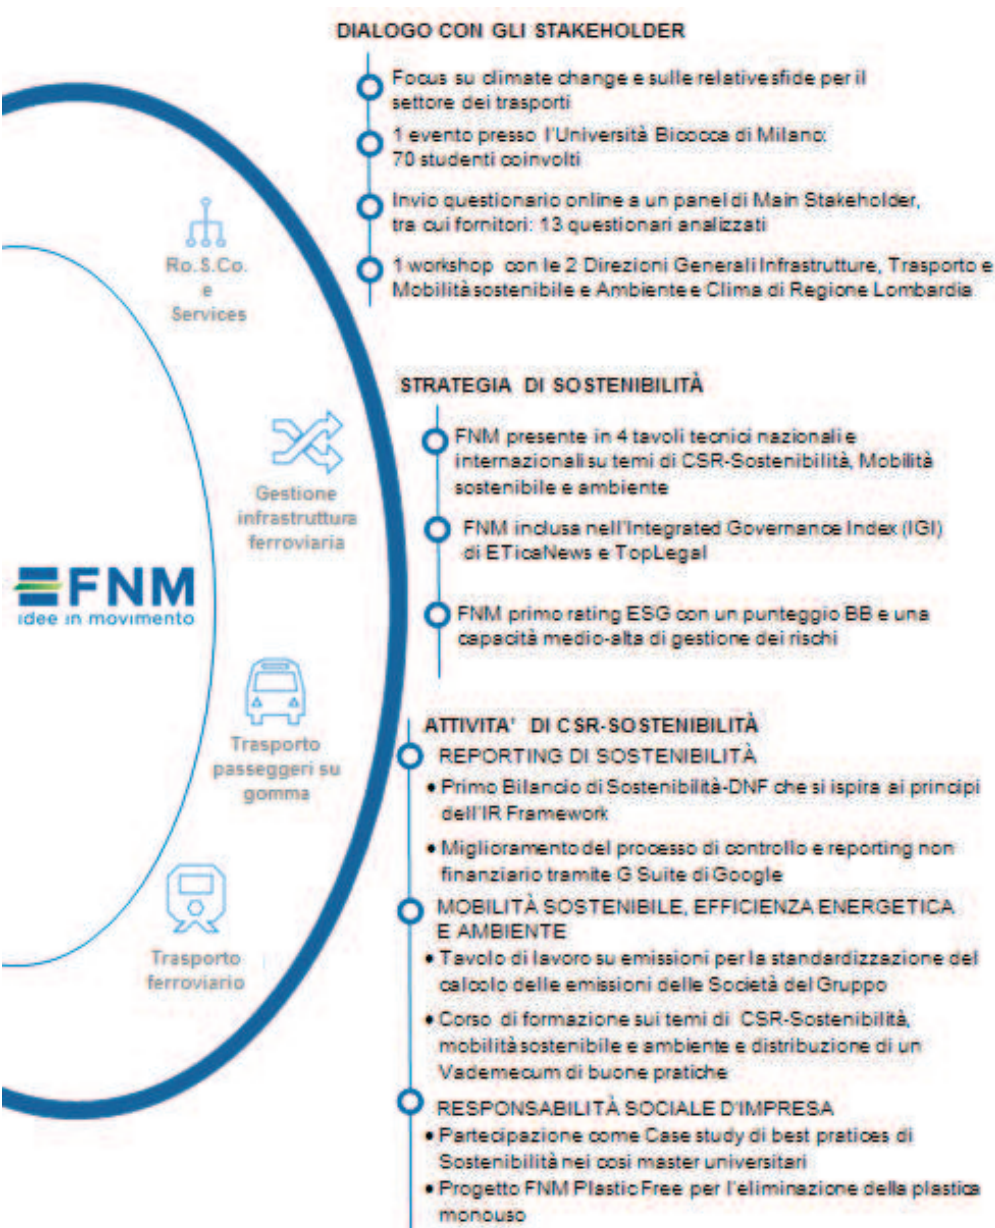 DIALOGO CON GLI STAKEHOLDER
Focus su climate change e sulle relative sfide per il
settore dei trasporti
1 evento presso l'Università Bicocca di Milano:
70 studenti coinvolti
Invio questionario online a un panel di Main Stakeholder,
tra cui fornitori: 13 questionari analizzati
1 workshop con le 2 Direzioni Generali Infrastrutture, Trasporto e
Mobilità sostenibile e Ambiente e Clima di Regione Lombardia
Ro.S.Co.
e
Services
STRATEGIA DI SOSTENIBILITÀ
FNM presente in 4 tavoli tecnici nazionali e
internazionali su temi di CSR-Sostenibilità, Mobilità
sostenibile e ambiente
FNM inclusa nell'Integrated Governance Index (IGI)
di ETicaNews e TopLegal
FNM primo rating ESG con un punteggio BB e una
capacità medio-alta di gestione dei rischi
Gestione
infrastruttura
ferroviaria
FNM
idee in movimento
Trasporto
passeggeri su
gomma
Trasporto
ferroviario
ATTIVITA' DI CSR-SOSTENIBILITÀ
REPORTING DI SOSTENIBILITÀ
• Primo Bilancio di Sostenibilità-DNF che si ispira ai principi
dell'IR Framework
• Miglioramento del processo di controllo e reporting non
finanziario tramite G Suite di Google
MOBILITÀ SOSTENIBILE, EFFICIENZA ENERGETICA
E AMBIENTE
• Tavolo di lavoro su emissioni per la standardizzazione del
calcolo delle emissioni delle Società del Gruppo
• Corso di formazione sui temi di CSR-Sostenibilità,
mobilità sostenibile e ambiente e distribuzione di un
Vademecum di buone pratiche
RESPONSABILITÀ SOCIALE D'IMPRESA
• Partecipazione come Case study di best pratices di
Sostenibilità nei cosi master universitari
• Progetto FNM Plastic Free per l'eliminazione della plastica
monouso